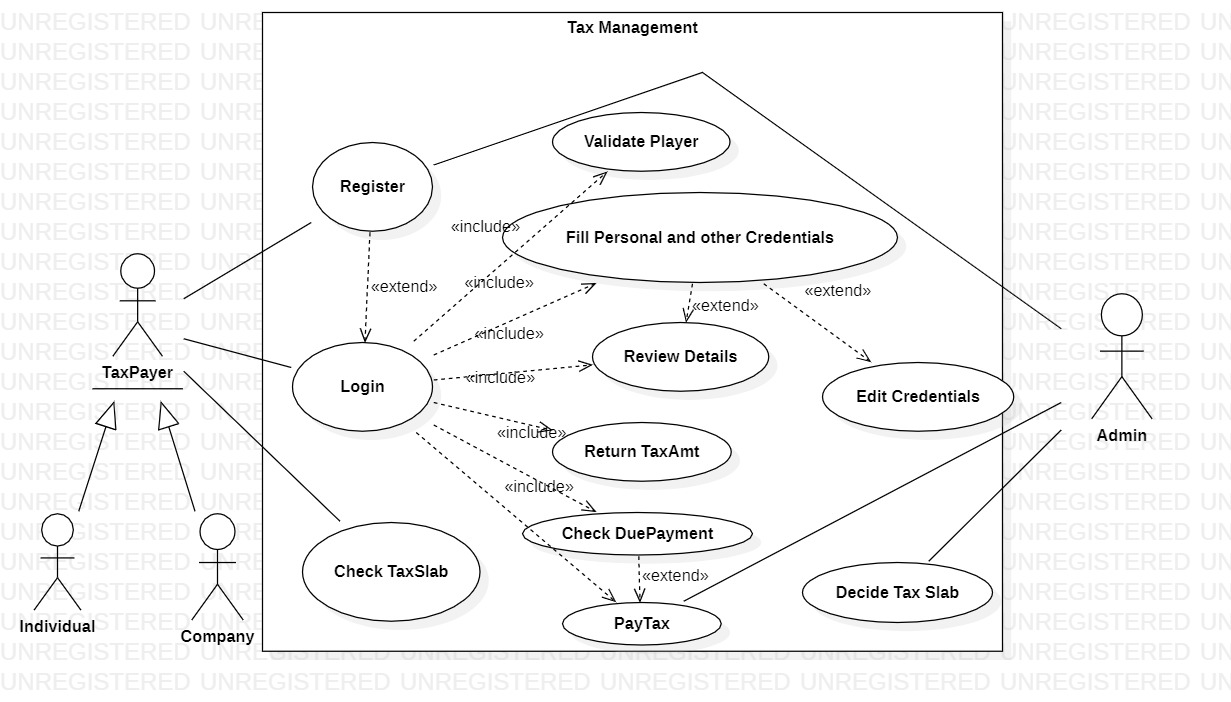 UNREGISTERED UNREGISTERED UNREGISTERED UNREGISTERED UNREGISTERED UNREGISTERED UN
Tax Management
Validate Player
Register
«include»
Fill Personal and other Credentials
«extend»
«include»
«extend»
«extend»
«include»
Review Details
TaxPayer
Login
«include»
Edit Credentials
Admin
«include»
Return TaxAmt
«include»
Check DuePayment
Check TaxSlab
«extend»
Decide Tax Slab
Individual
Company
PayTax